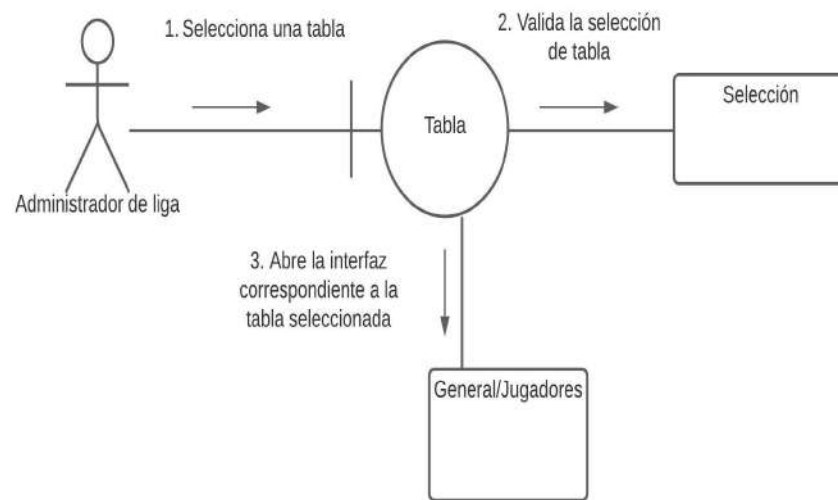 1. Selecciona una tabla
2. Valida la selección
de tabla
Tabla
Selección
Administrador de liga
3. Abre la interfaz
correspondiente a la
tabla seleccionada
General/Jugadores